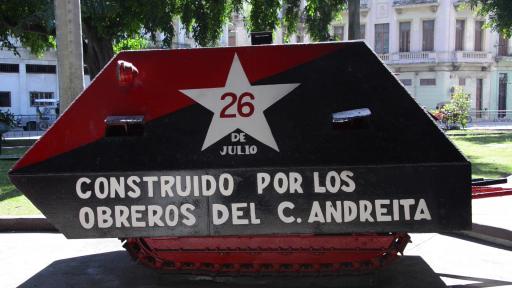 26
DE
JULIO
CONSTRUIDO POR LOS
OBREROS DEL C. ANDREITA